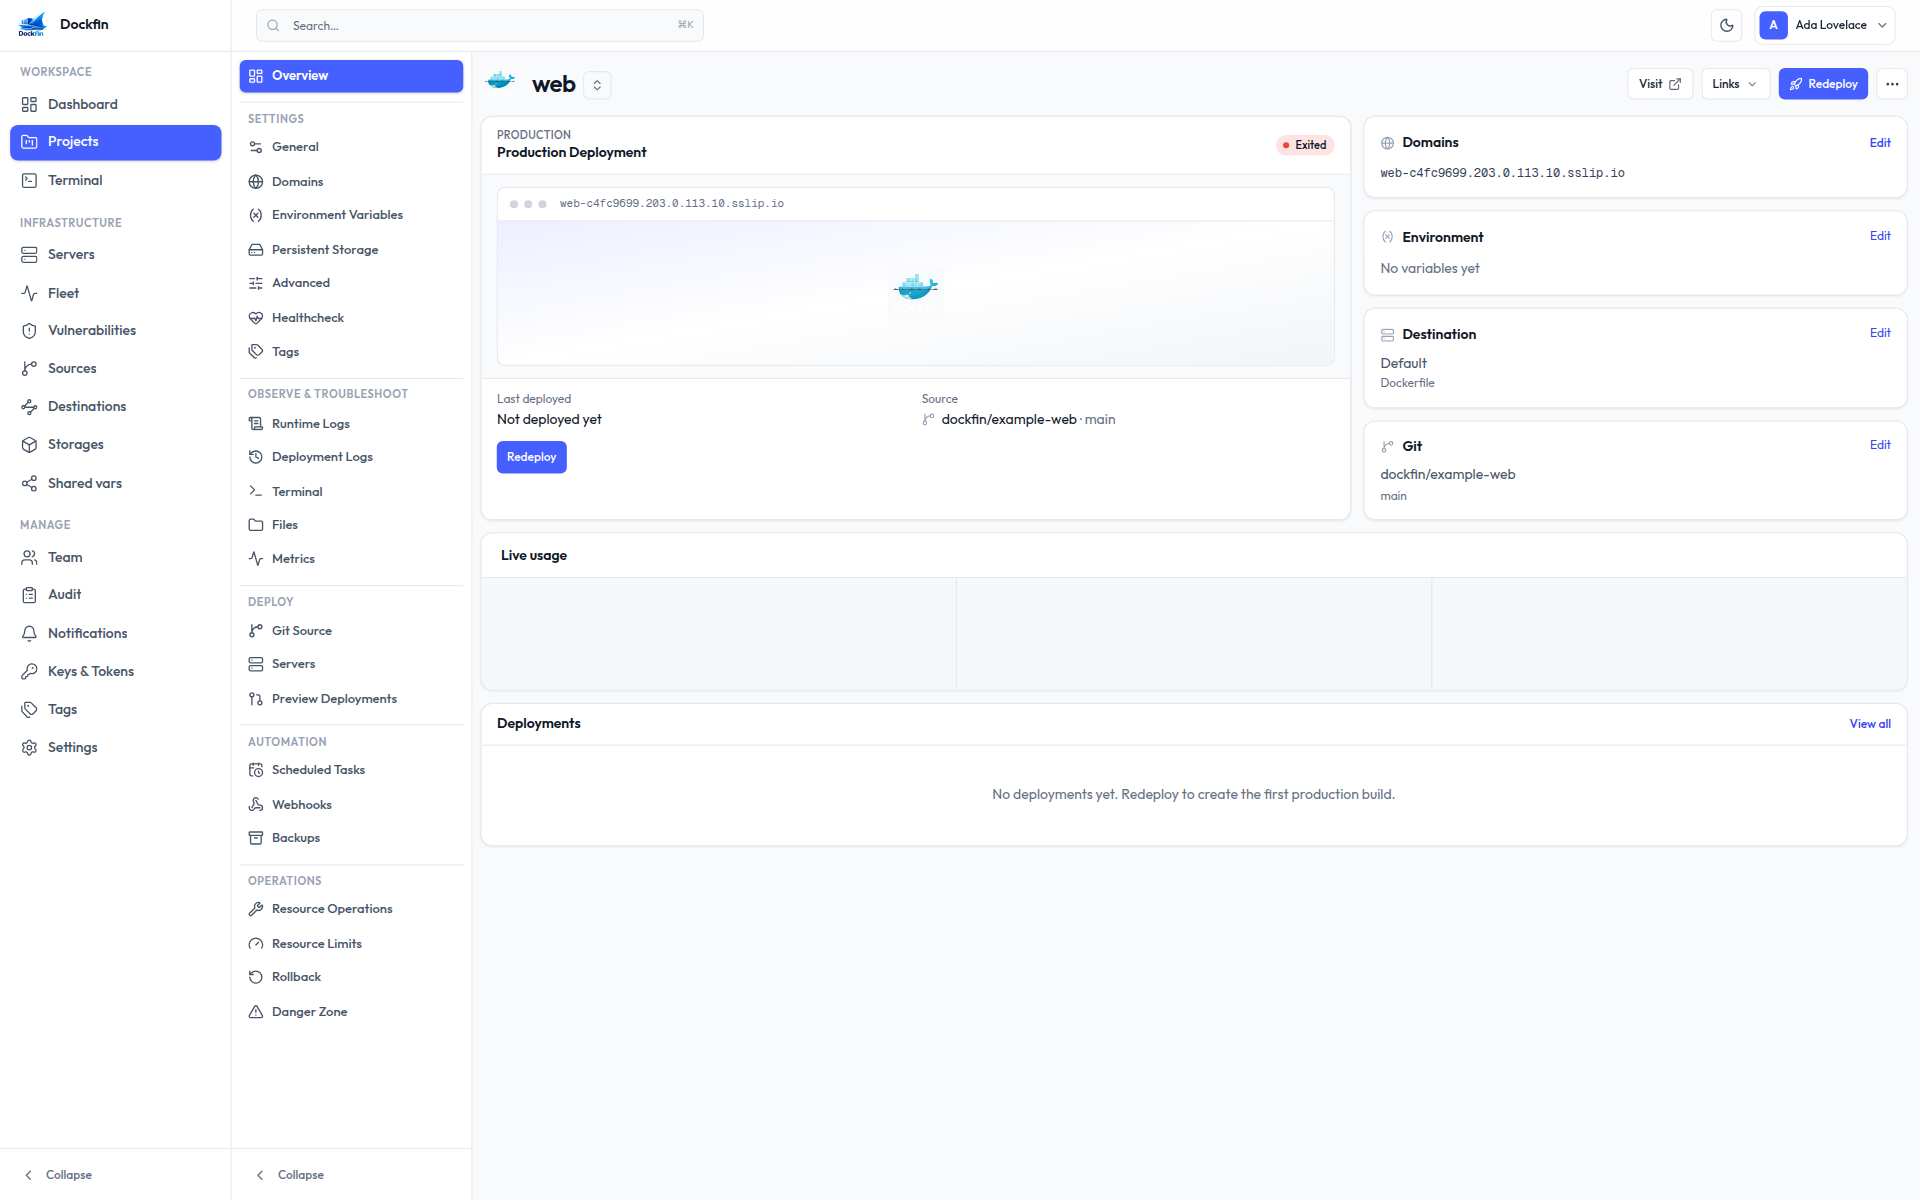 Dockfin
Dockfin
Search...
⌘K
A
Ada Lovelace
WORKSPACE
Dashboard
Projects
Terminal
INFRASTRUCTURE
Servers
Fleet
Vulnerabilities
Sources
Destinations
Storages
Shared vars
MANAGE
Team
Audit
Notifications
Keys & Tokens
Tags
Settings
Collapse
Overview
SETTINGS
General
Domains
Environment Variables
Persistent Storage
Advanced
Healthcheck
Tags
OBSERVE & TROUBLESHOOT
Runtime Logs
Deployment Logs
Terminal
Files
Metrics
DEPLOY
Git Source
Servers
Preview Deployments
AUTOMATION
Scheduled Tasks
Webhooks
Backups
OPERATIONS
Resource Operations
Resource Limits
Rollback
Danger Zone
Collapse
web
Visit
Links
Redeploy
PRODUCTION
Production Deployment
Exited
web-c4fc9699.203.0.113.10.sslip.io
Last deployed
Not deployed yet
Redeploy
Source
dockfin/example-web · main
Domains
Edit
web-c4fc9699.203.0.113.10.sslip.io
Environment
Edit
No variables yet
Destination
Edit
Default
Dockerfile
Git
Edit
dockfin/example-web
main
Live usage
Deployments
View all
No deployments yet. Redeploy to create the first production build.